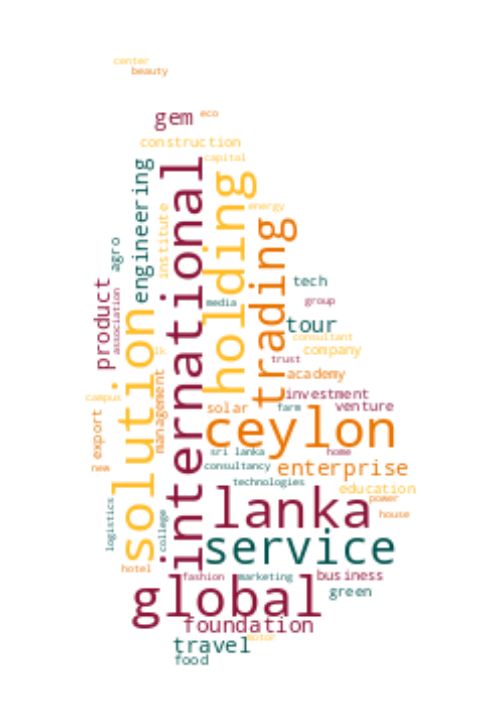 center
beauty
gem
eco
construction
capital
engineering
international
holding
institute
energy
trading
agro
product
association
tech
group
media
tour
solution
consultant
lk
company
trust
management
academy
campus
investment
venture
solar
farm
export
ceylon
sri lanka
home
new
consultancy
enterprise
technologies
education
lanka
power
house
logistics
college
service
hotel
fashion
marketing
business
global
green
foundation
motor
travel
food